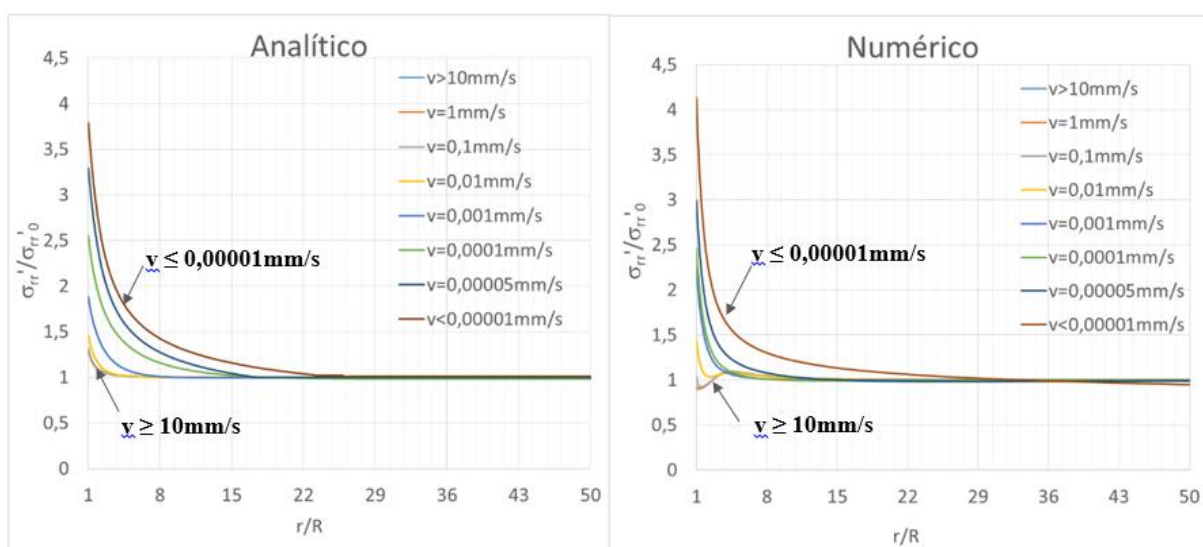 Analítico
4,5
4
3,5
3
2,5
2
1,5
1
0,5
0
σrr'/σrr'0
v>10mm/s
v=1mm/s
v=0,1mm/s
v=0,01mm/s
v=0,001mm/s
v=0,0001mm/s
v=0,00005mm/s
v<0,00001mm/s
v ≤ 0,00001mm/s
v ≥ 10mm/s
1 8 15 22 29 36 43 50
r/R
Numérico
4,5
4
3,5
3
2,5
2
1,5
1
0,5
0
σrr'/σrr'0
v>10mm/s
v=1mm/s
v=0,1mm/s
v=0,01mm/s
v=0,001mm/s
v=0,0001mm/s
v=0,00005mm/s
v<0,00001mm/s
v ≤ 0,00001mm/s
v ≥ 10mm/s
1 8 15 22 29 36 43 50
r/R